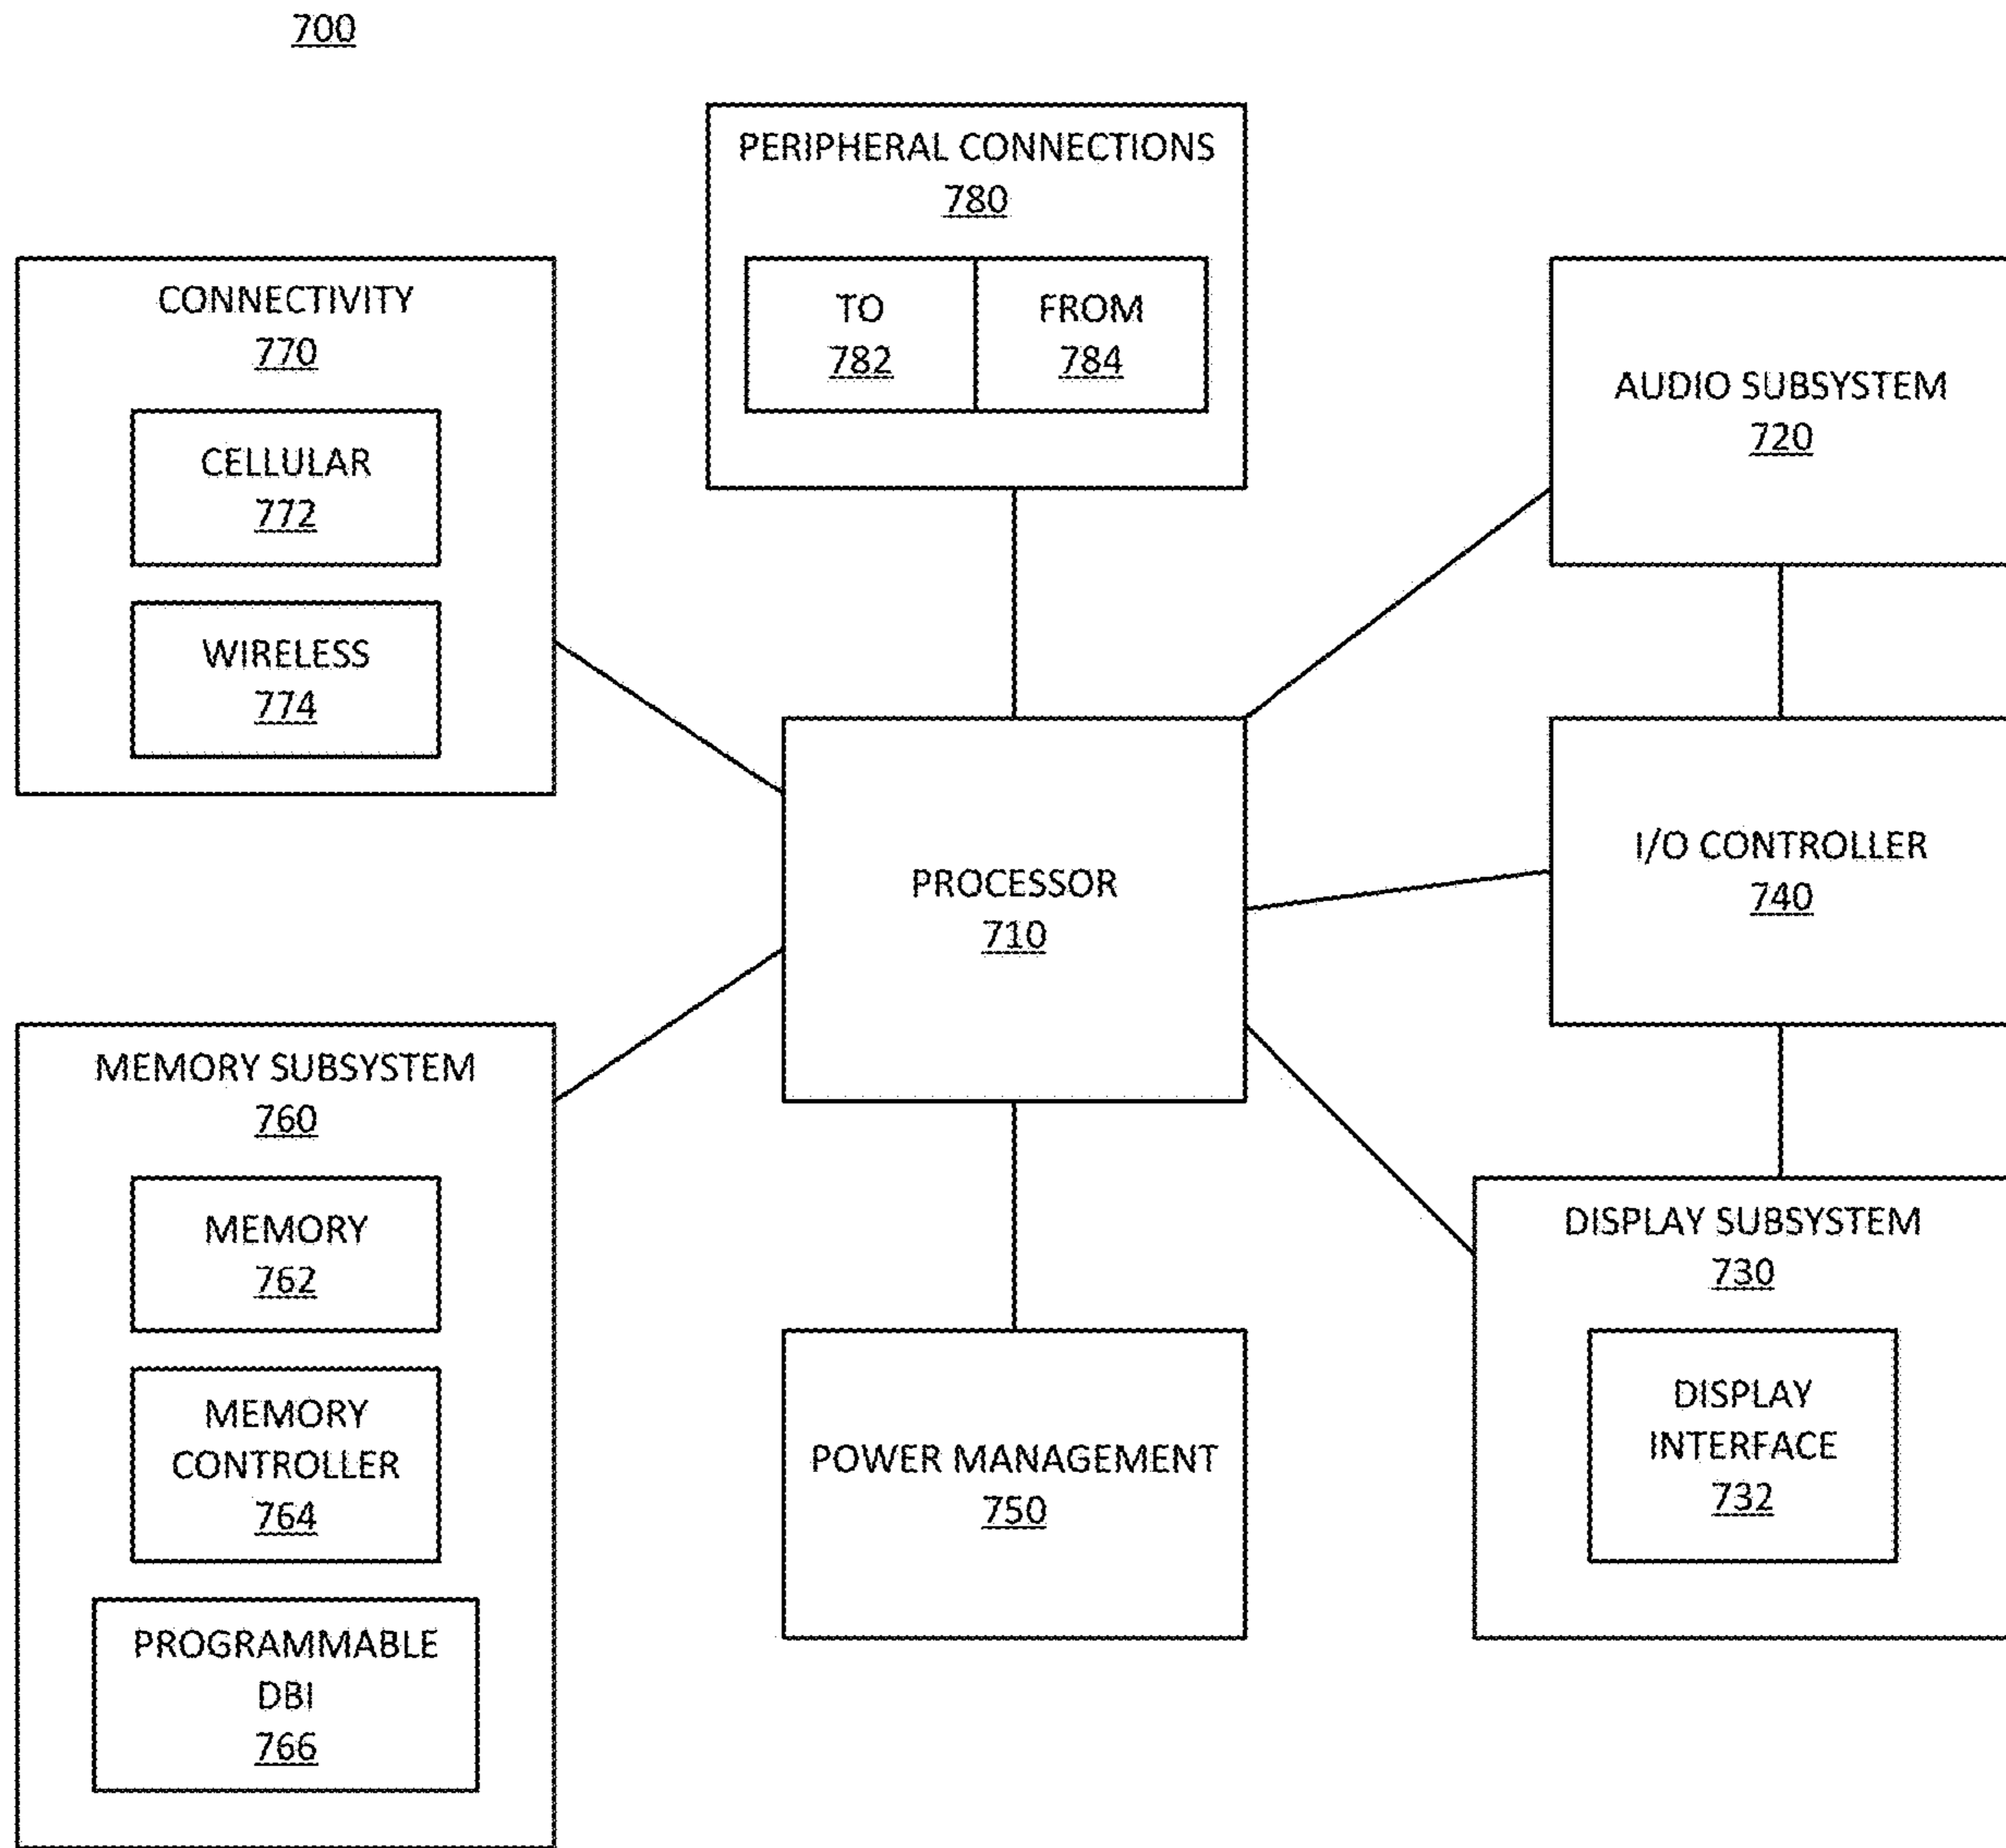 700
PERIPHERAL CONNECTIONS
780
TO
782
FROM
784
CONNECTIVITY
770
CELLULAR
772
WIRELESS
774
AUDIO SUBSYSTEM
720
PROCESSOR
710
I/O CONTROLLER
740
MEMORY SUBSYSTEM
760
MEMORY
762
MEMORY
CONTROLLER
764
PROGRAMMABLE
DBI
766
POWER MANAGEMENT
750
DISPLAY SUBSYSTEM
730
DISPLAY
INTERFACE
732